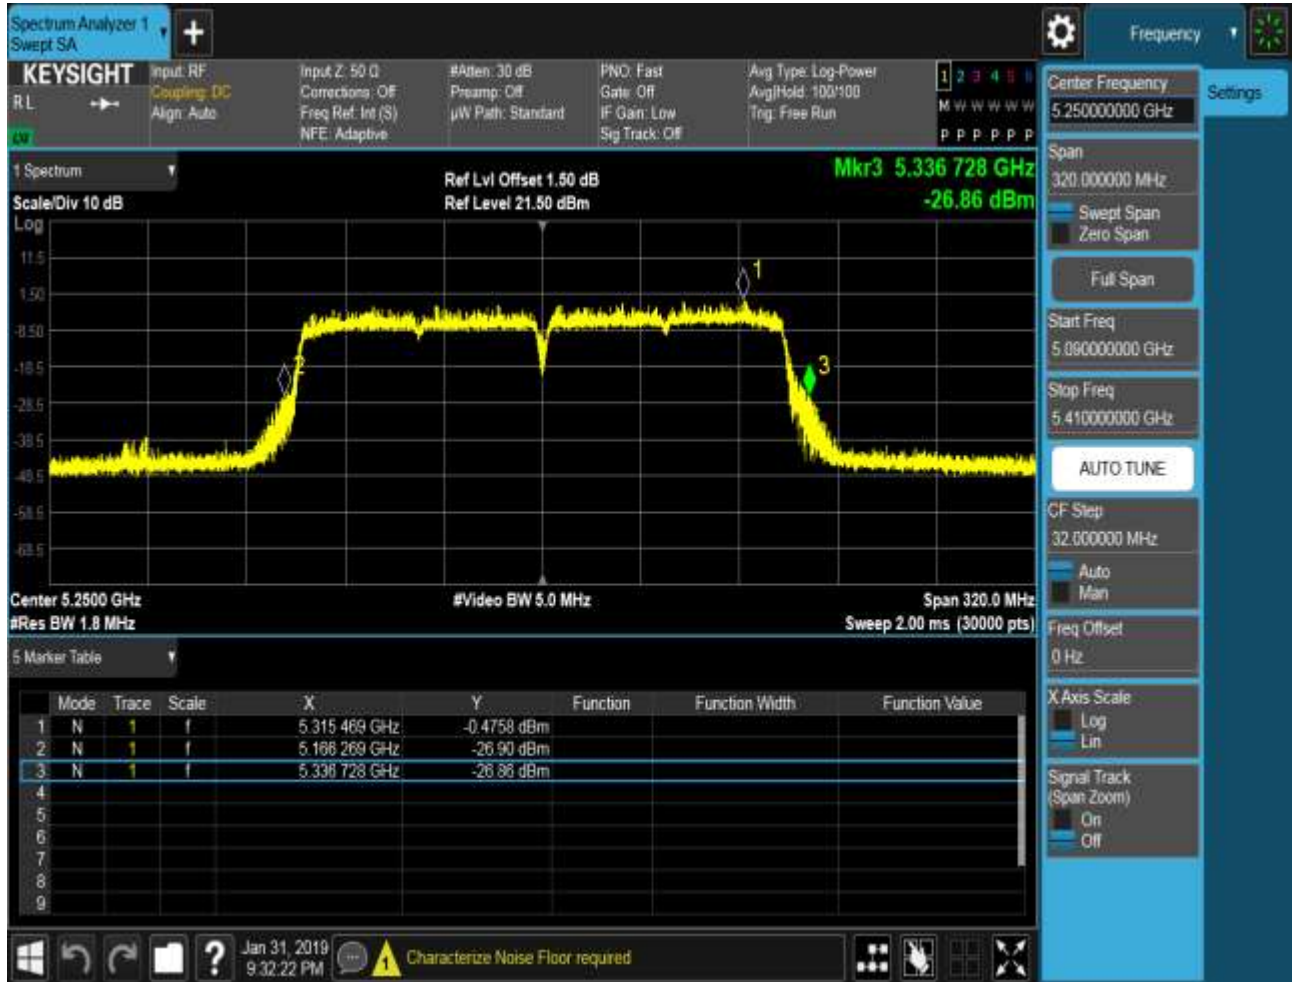 Spectrum Analyzer 1
Swept SA
+
Frequency
KEYSIGHT
RL
Input: RF
Coupling: DC
Align: Auto
Input Z: 50 Ω
Corrections: Off
Freq Ref: Int (S)
NFE: Adaptive
#Atten: 30 dB
Preamp: Off
µW Path: Standard
PNO: Fast
Gate: Off
IF Gain: Low
Sig Track: Off
Avg Type: Log-Power
Avg|Hold: 100/100
Trig: Free Run
1 2 3 4 5 6
M W W W W W
P P P P P P
Center Frequency
5.250000000 GHz
Settings
Span
320.000000 MHz
Swept Span
Zero Span
Full Span
Start Freq
5.090000000 GHz
Stop Freq
5.410000000 GHz
AUTO TUNE
CF Step
32.000000 MHz
Auto
Man
Freq Offset
0 Hz
X Axis Scale
Log
Lin
Signal Track
(Span Zoom)
On
Off
1 Spectrum
Scale/Div 10 dB
Ref Lvl Offset 1.50 dB
Ref Level 21.50 dBm
Mkr3 5.336 728 GHz
-26.86 dBm
Log
11.5
1.50
-8.50
-18.5
-28.5
-38.5
-48.5
-58.5
-68.5
1
2
3
Center 5.2500 GHz
#Video BW 5.0 MHz
Span 320.0 MHz
#Res BW 1.8 MHz
Sweep 2.00 ms (30000 pts)
5 Marker Table
Mode Trace Scale X Y Function Function Width Function Value
1 N 1 f 5.315 469 GHz -0.4758 dBm
2 N 1 f 5.166 269 GHz -26.90 dBm
3 N 1 f 5.336 728 GHz -26.86 dBm
4
5
6
7
8
9
?
Jan 31, 2019
9:32:22 PM
1
Characterize Noise Floor required